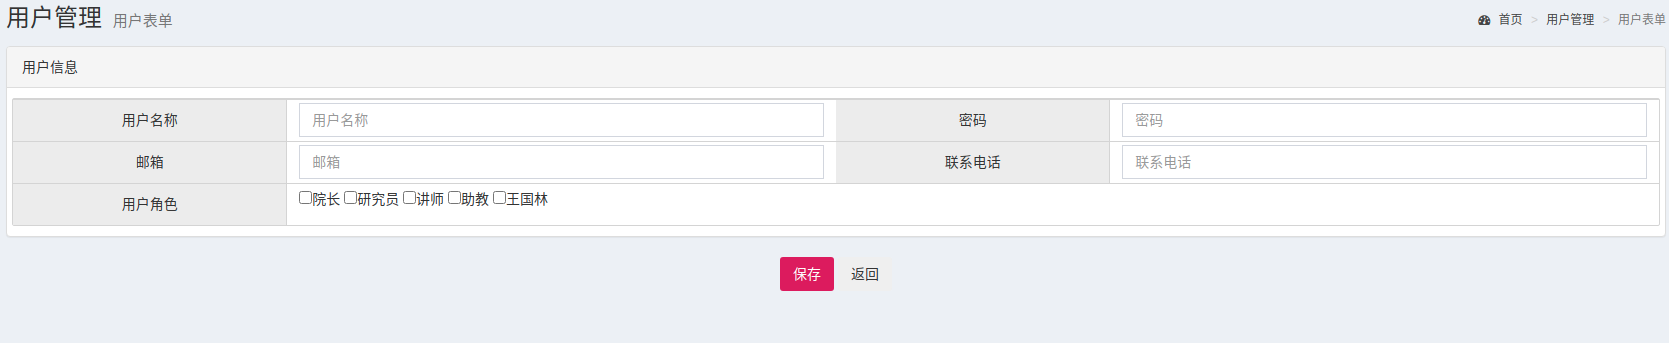 用户管理 用户表单
首页 > 用户管理 > 用户表单
用户信息
用户名称 用户名称 密码 密码
邮箱 邮箱 联系电话 联系电话
用户角色 院长 研究员 讲师 助教 王国林
保存 返回